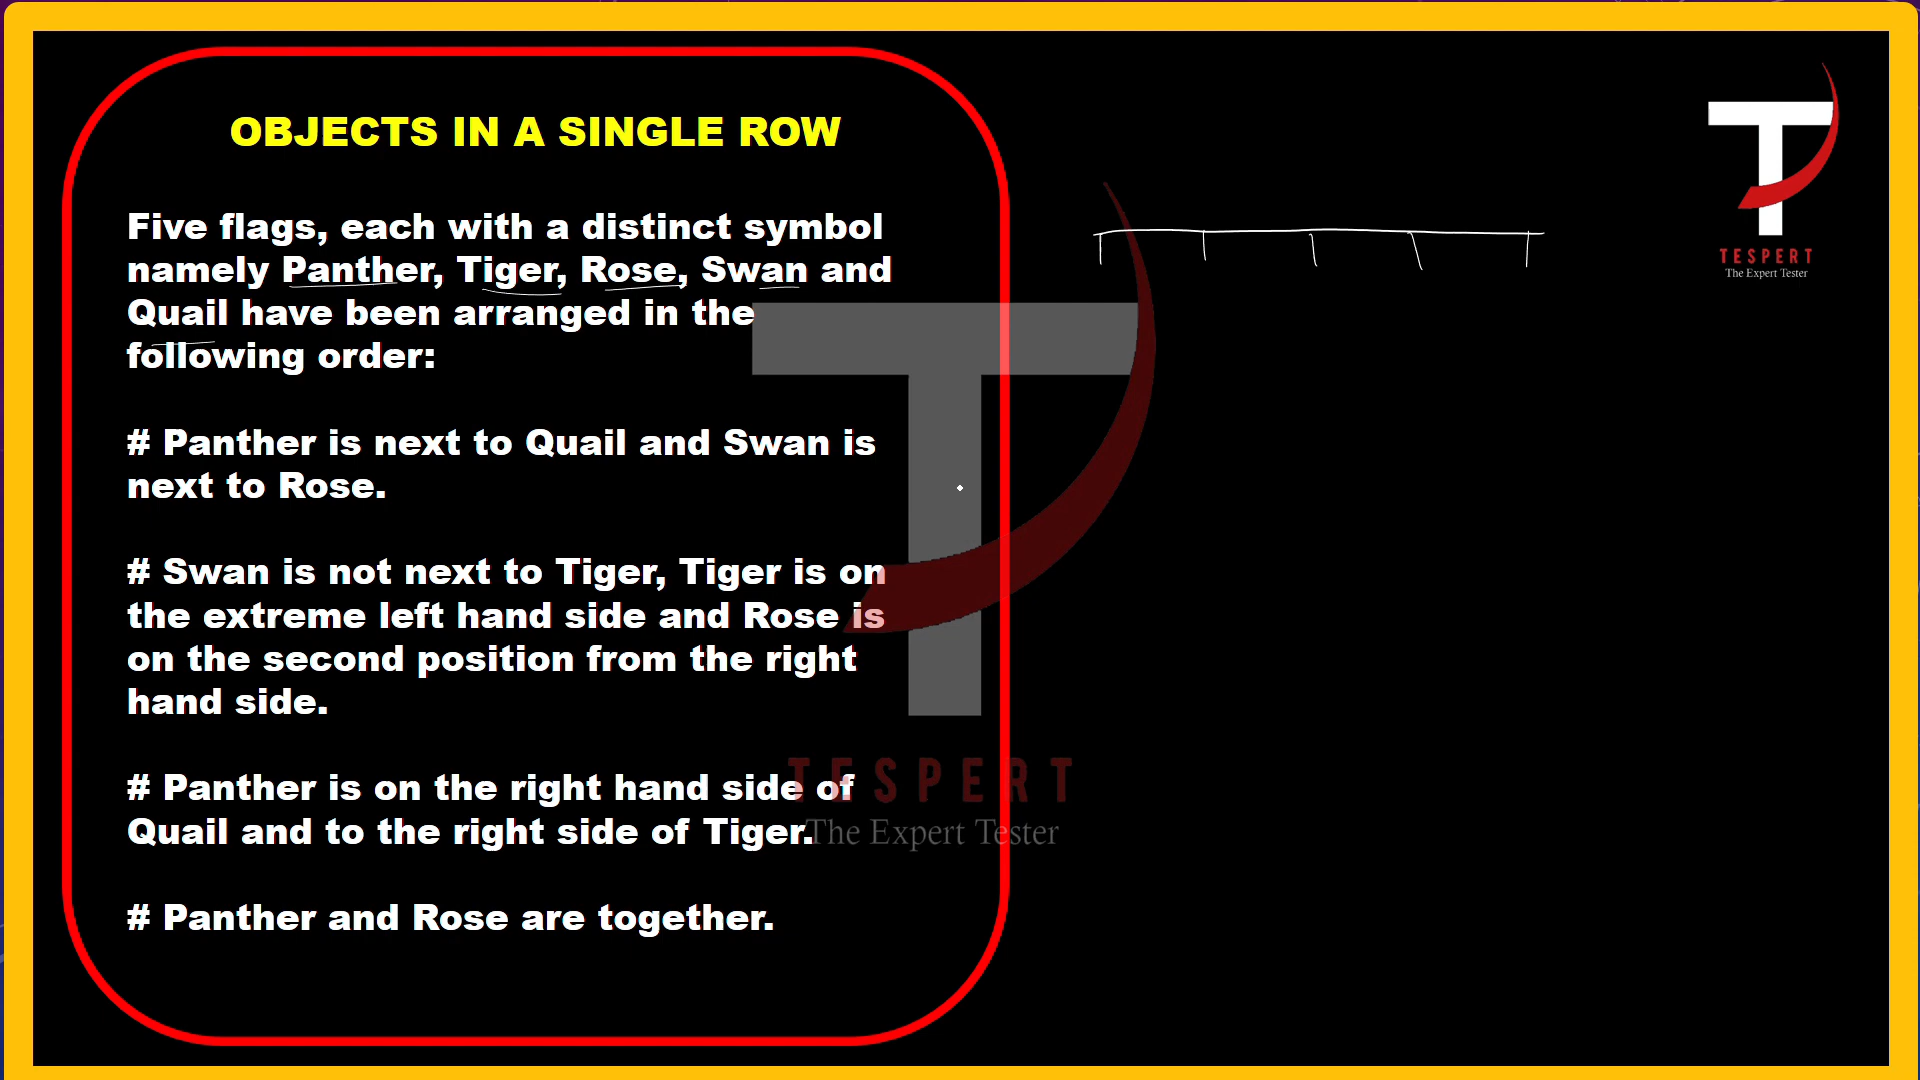 OBJECTS IN A SINGLE ROW
Five flags, each with a distinct symbol
namely Panther, Tiger, Rose, Swan and
Quail have been arranged in the
following order:
# Panther is next to Quail and Swan is
next to Rose.
# Swan is not next to Tiger, Tiger is on
the extreme left hand side and Rose is
on the second position from the right
hand side.
# Panther is on the right hand side of
Quail and to the right side of Tiger.
# Panther and Rose are together.
TESPERT
The Expert Tester
TESPERT
The Expert Tester